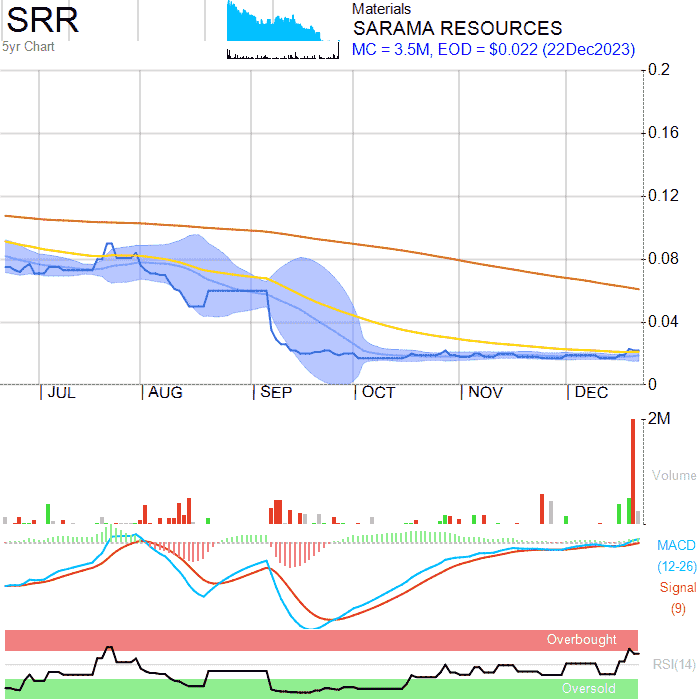 SRR
5yr Chart
Materials
SARAMA RESOURCES
MC = 3.5M, EOD = $0.022 (22Dec2023)
0.2
0.16
0.12
0.08
0.04
0
JUL AUG SEP OCT NOV DEC
2M
Volume
MACD
(12-26)
Signal
(9)
Overbought
RSI(14)
Oversold